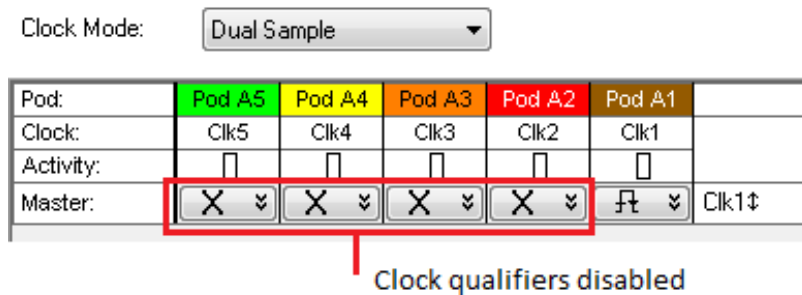 Clock Mode: Dual Sample
Pod: Pod A5 Pod A4 Pod A3 Pod A2 Pod A1
Clock: Clk5 Clk4 Clk3 Clk2 Clk1
Activity:
Master: X X X X Clk1↕
Clock qualifiers disabled